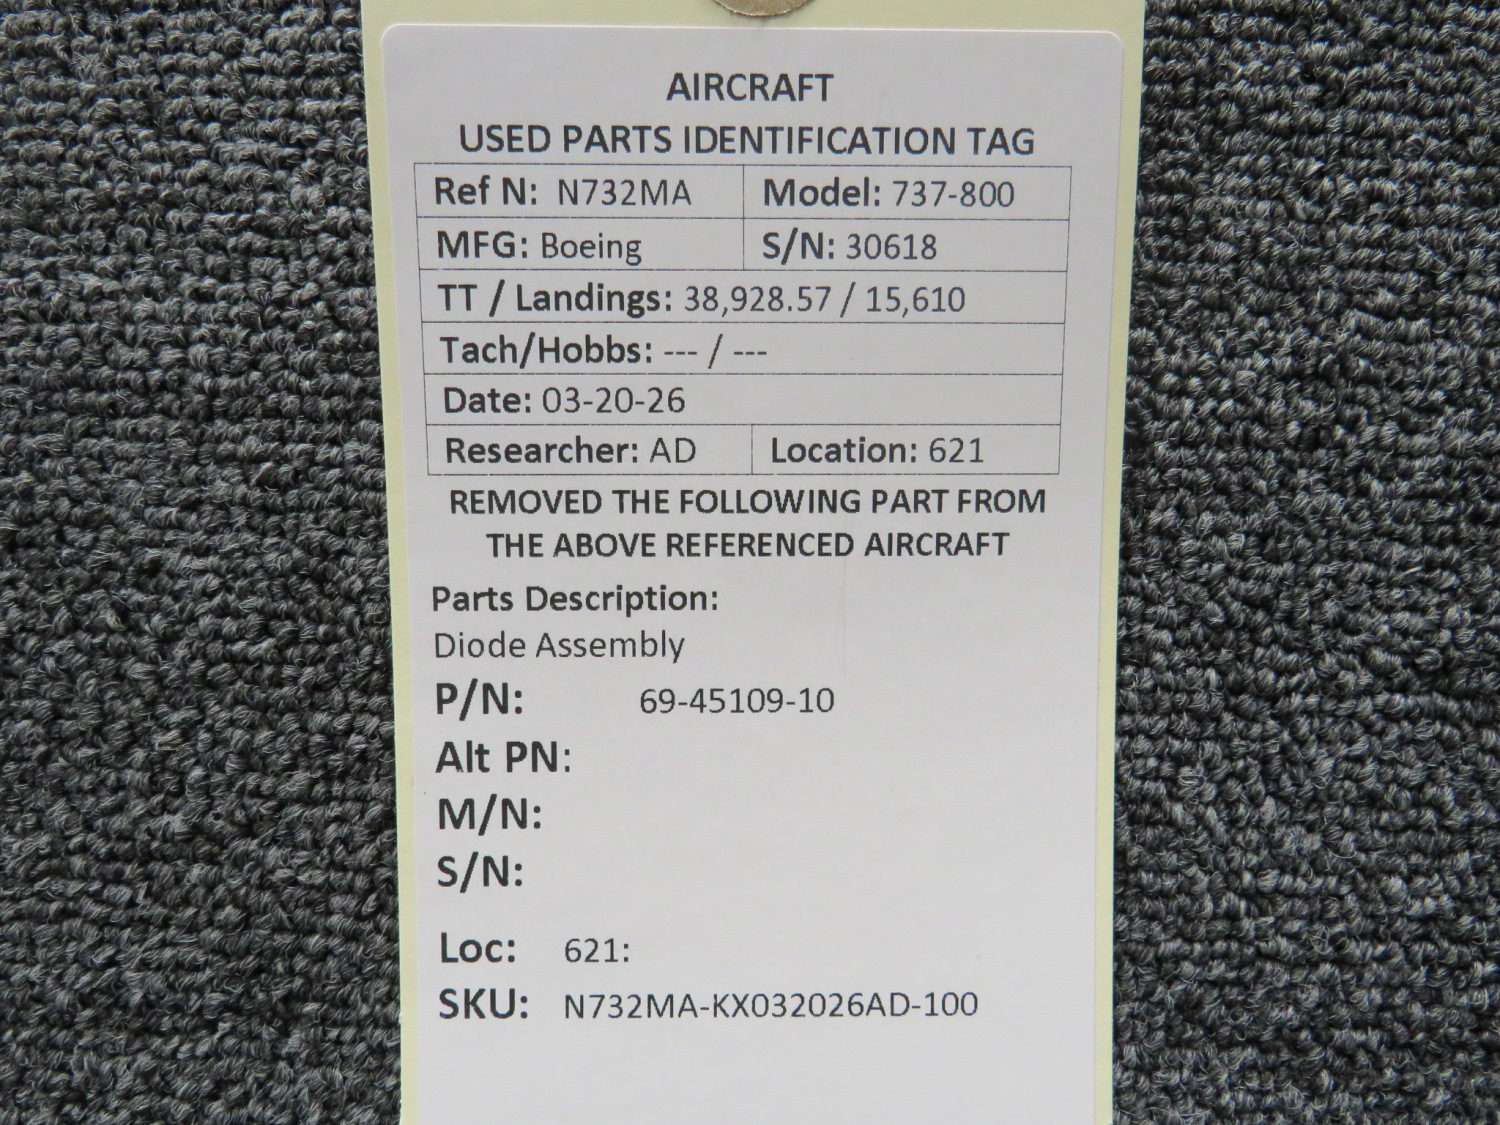 AIRCRAFT
USED PARTS IDENTIFICATION TAG
Ref N: N732MA Model: 737-800
MFG: Boeing S/N: 30618
TT / Landings: 38,928.57 / 15,610
Tach/Hobbs: --- / ---
Date: 03-20-26
Researcher: AD Location: 621
REMOVED THE FOLLOWING PART FROM
THE ABOVE REFERENCED AIRCRAFT
Parts Description:
Diode Assembly
P/N: 69-45109-10
Alt PN:
M/N:
S/N:
Loc: 621:
SKU: N732MA-KX032026AD-100